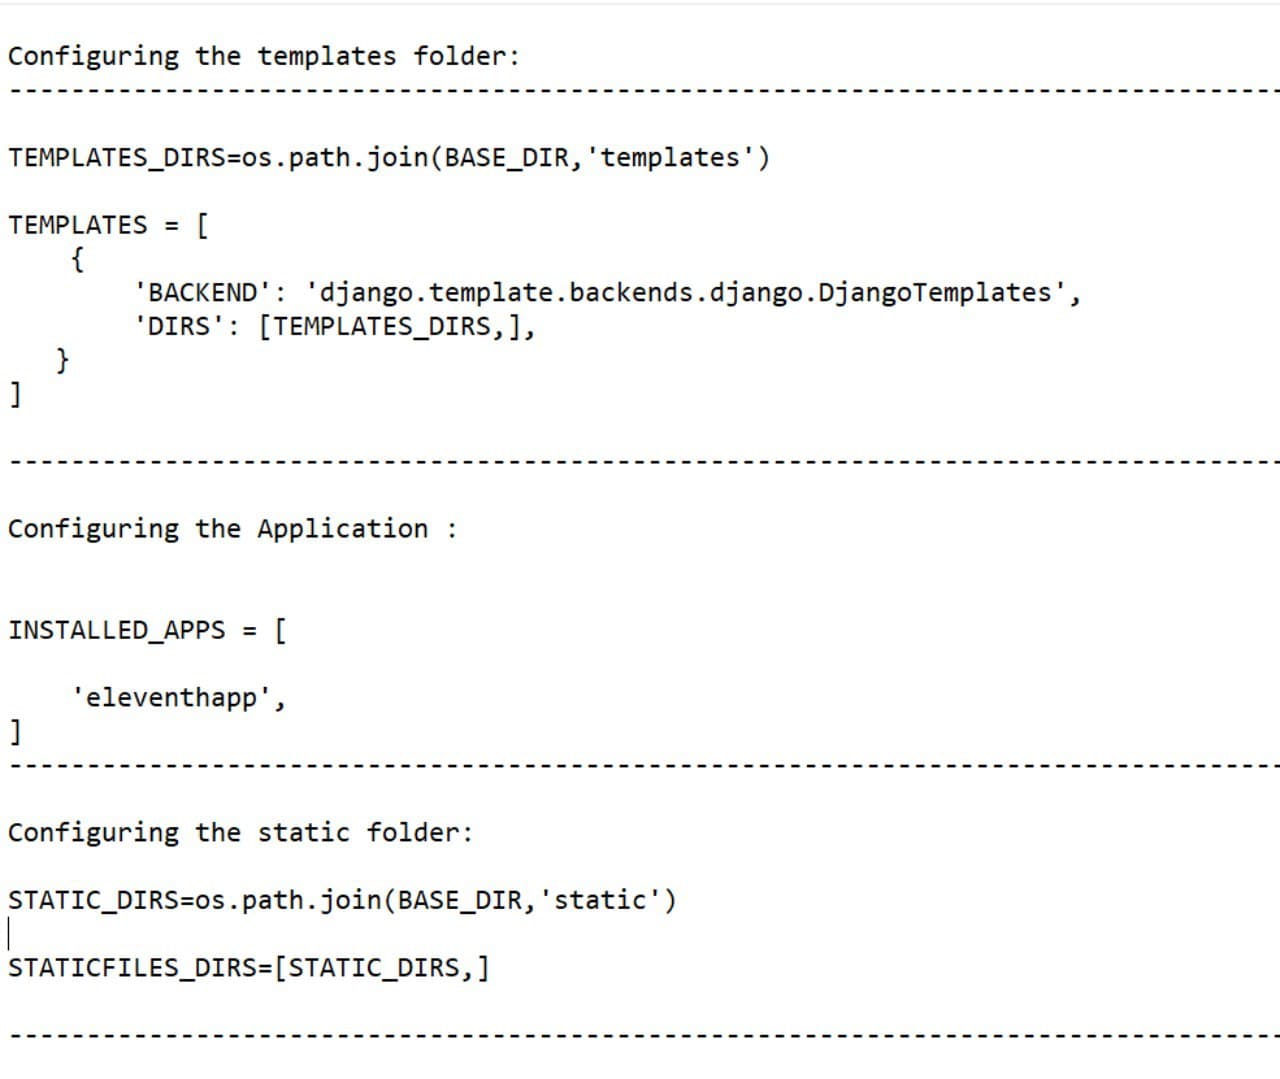 Configuring the templates folder:
----------------------------------------------------------------------------------
TEMPLATES_DIRS=os.path.join(BASE_DIR,'templates')
TEMPLATES = [
    {
        'BACKEND': 'django.template.backends.django.DjangoTemplates',
        'DIRS': [TEMPLATES_DIRS,],
   }
]
----------------------------------------------------------------------------------
Configuring the Application :
INSTALLED_APPS = [
    'eleventhapp',
]
----------------------------------------------------------------------------------
Configuring the static folder:
STATIC_DIRS=os.path.join(BASE_DIR,'static')
STATICFILES_DIRS=[STATIC_DIRS,]
----------------------------------------------------------------------------------